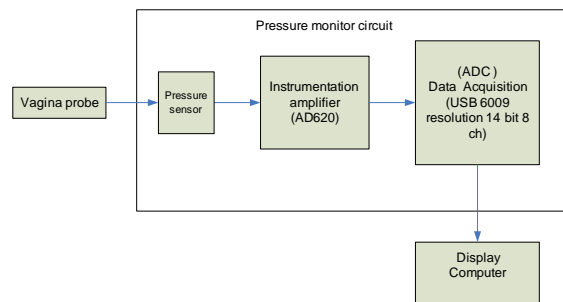 Pressure monitor circuit
Vagina probe
Pressure
sensor
Instrumentation
amplifier
(AD620)
(ADC )
Data Acquisition
(USB 6009
resolution 14 bit 8
ch)
Display
Computer